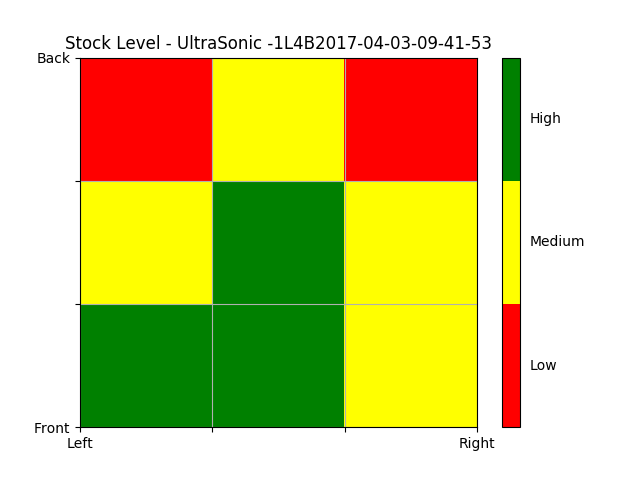 Stock Level - UltraSonic -1L4B2017-04-03-09-41-53
Back
High
Medium
Low
Front
Left
Right